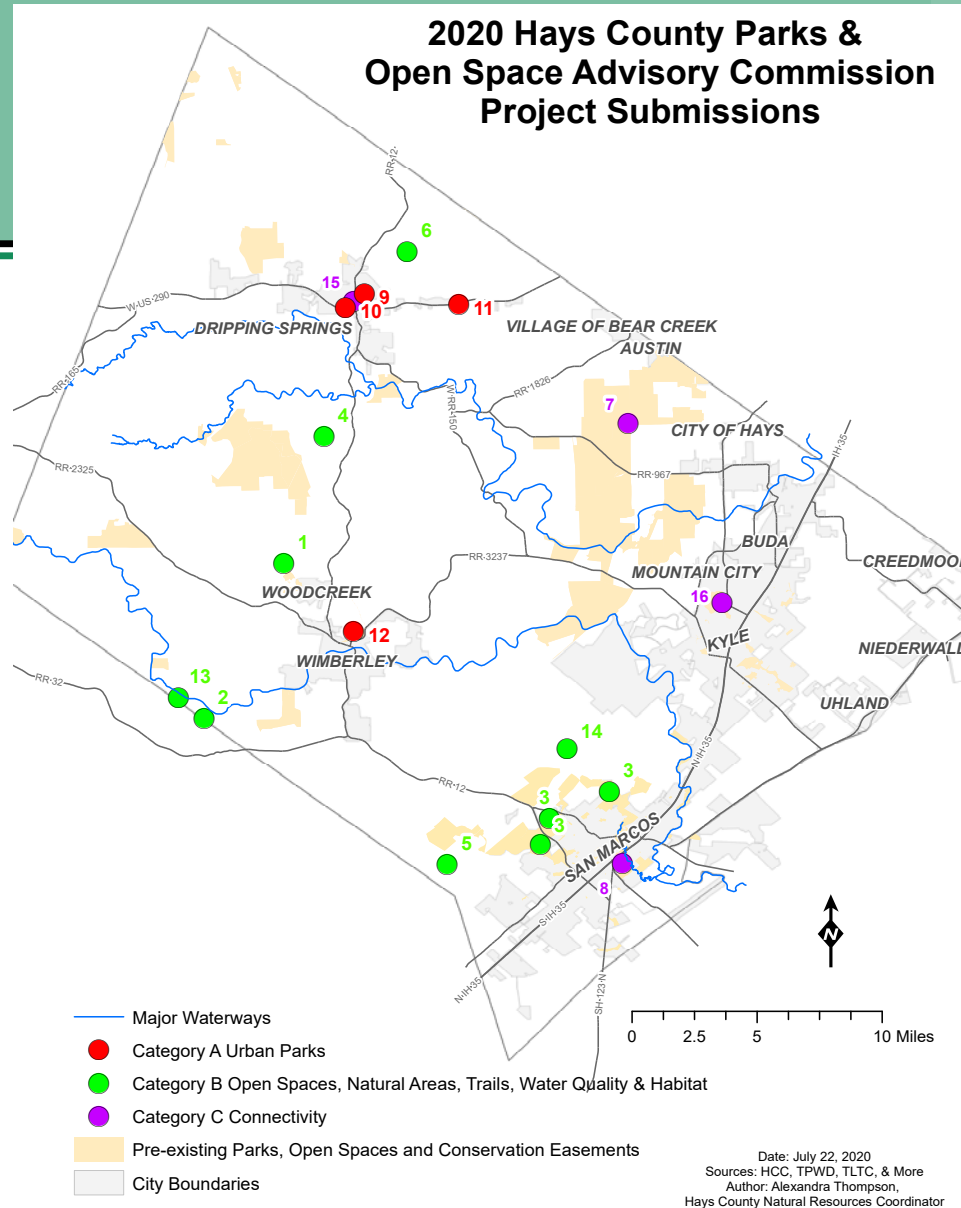 2020 Hays County Parks &
Open Space Advisory Commission
Project Submissions
RR-12
6
15
9
10
11
W-US-290
DRIPPING SPRINGS
VILLAGE OF BEAR CREEK
AUSTIN
RR-165
RR-1826
W-RR-150
7
4
CITY OF HAYS
IH-35
RR-2325
RR-967
1
RR-3237
BUDA
WOODCREEK
MOUNTAIN CITY
CREEDMOO
16
12
KYLE
WIMBERLEY
NIEDERWALD
RR-32
13
2
UHLAND
14
N-IH-35
3
RR-12
3
3
SAN MARCOS
5
8
S-IH-35
N-IH-35
SH-123-N
N
Major Waterways
0 2.5 5 10 Miles
Category A Urban Parks
Category B Open Spaces, Natural Areas, Trails, Water Quality & Habitat
Category C Connectivity
Pre-existing Parks, Open Spaces and Conservation Easements
City Boundaries
Date: July 22, 2020
Sources: HCC, TPWD, TLTC, & More
Author: Alexandra Thompson,
Hays County Natural Resources Coordinator